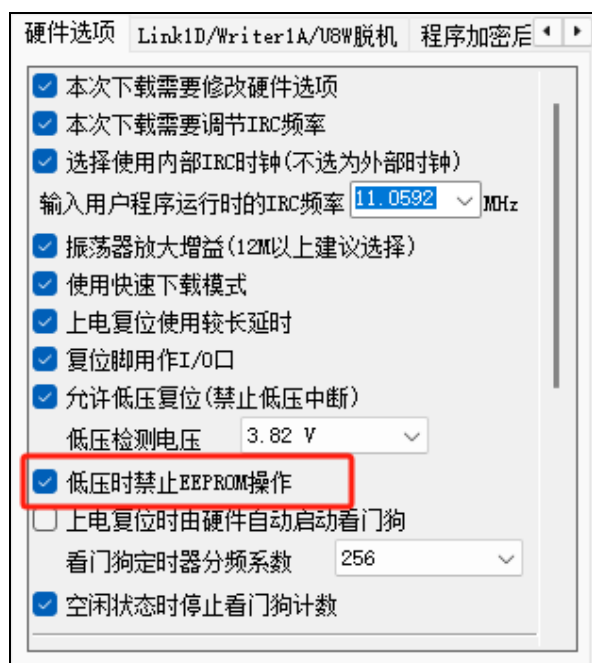 硬件选项 Link1D/Writer1A/U8W脱机 程序加密后
本次下载需要修改硬件选项
本次下载需要调节IRC频率
选择使用内部IRC时钟(不选为外部时钟)
输入用户程序运行时的IRC频率 11.0592 MHz
振荡器放大增益(12M以上建议选择)
使用快速下载模式
上电复位使用较长延时
复位脚用作I/O口
允许低压复位(禁止低压中断)
低压检测电压 3.82 V
低压时禁止EEPROM操作
上电复位时由硬件自动启动看门狗
看门狗定时器分频系数 256
空闲状态时停止看门狗计数